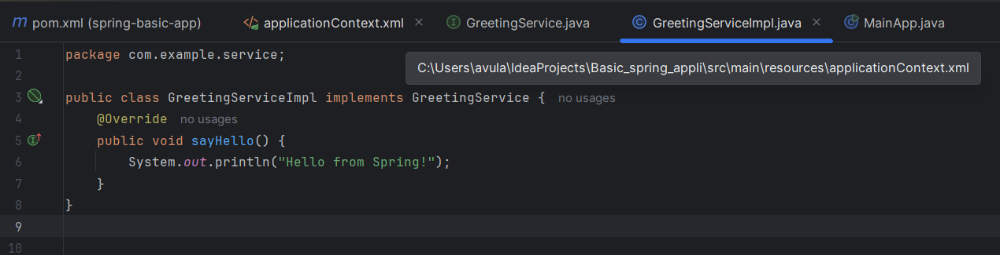 pom.xml (spring-basic-app) applicationContext.xml GreetingService.java GreetingServiceImpl.java MainApp.java
1 package com.example.service;
C:\Users\avula\IdeaProjects\Basic_spring_appli\src\main\resources\applicationContext.xml
2
3 public class GreetingServiceImpl implements GreetingService { no usages
4 @Override no usages
5 public void sayHello() {
6 System.out.println("Hello from Spring!");
7 }
8 }
9
10